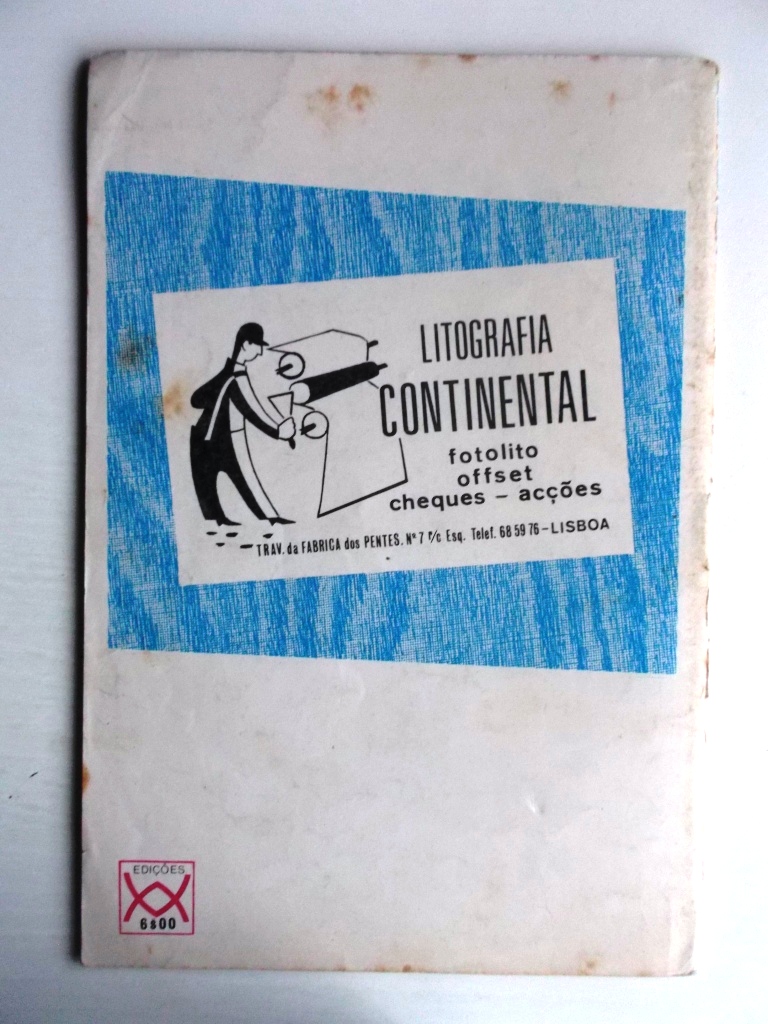 LITOGRAFIA
CONTINENTAL
fotolito
offset
cheques – acções
TRAV. da FABRICA dos PENTES. Nº 7 r/c Esq. Telef. 68 59 76 – LISBOA
EDIÇÕES
6$00